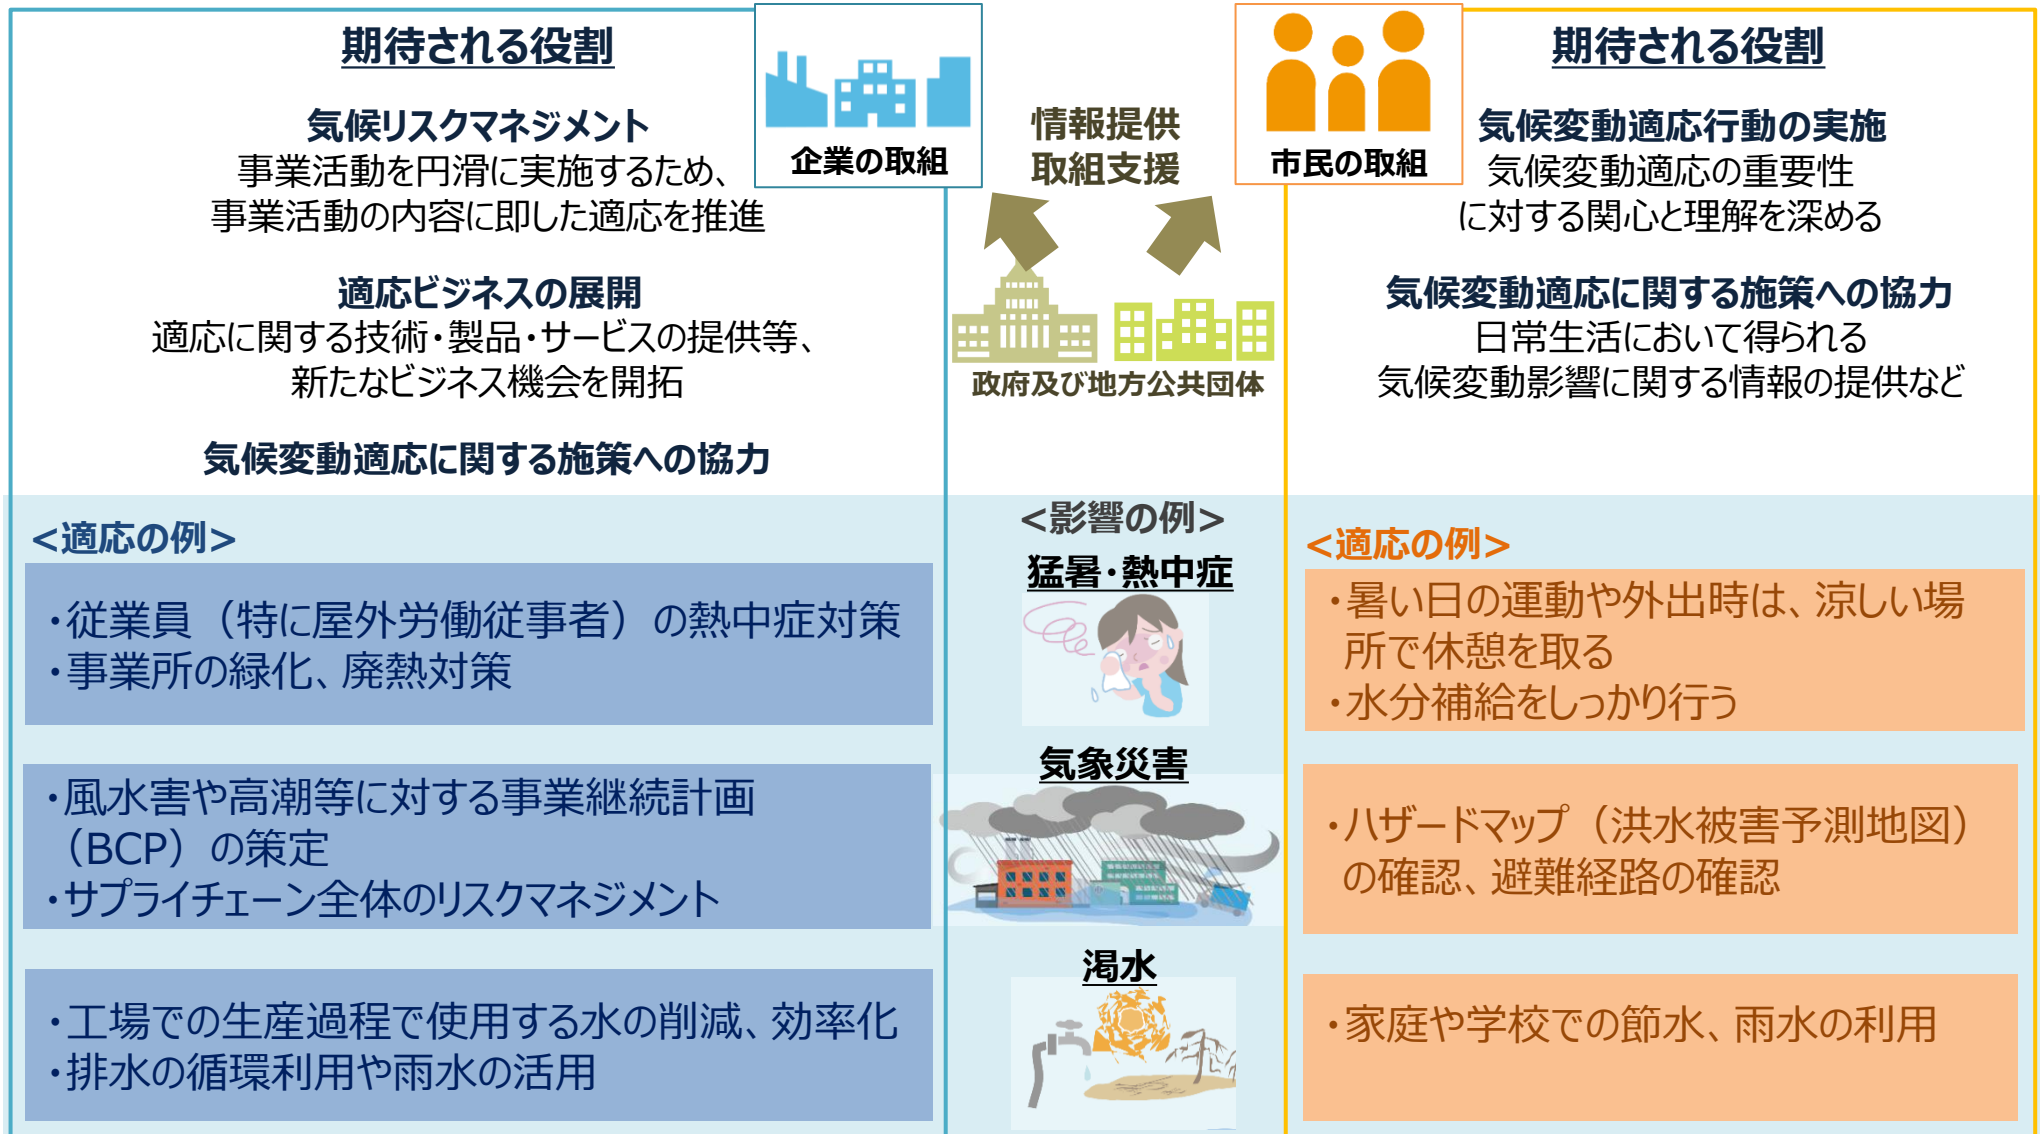 期待される役割
気候リスクマネジメント
事業活動を円滑に実施するため、
事業活動の内容に即した適応を推進
適応ビジネスの展開
適応に関する技術・製品・サービスの提供等、
新たなビジネス機会を開拓
気候変動適応に関する施策への協力
企業の取組
情報提供
取組支援
政府及び地方公共団体
市民の取組
期待される役割
気候変動適応行動の実施
気候変動適応の重要性
に対する関心と理解を深める
気候変動適応に関する施策への協力
日常生活において得られる
気候変動影響に関する情報の提供など
<適応の例>
・従業員（特に屋外労働従事者）の熱中症対策
・事業所の緑化、廃熱対策
・風水害や高潮等に対する事業継続計画
（BCP）の策定
・サプライチェーン全体のリスクマネジメント
・工場での生産過程で使用する水の削減、効率化
・排水の循環利用や雨水の活用
<影響の例>
猛暑・熱中症
気象災害
渇水
<適応の例>
・暑い日の運動や外出時は、涼しい場
所で休憩を取る
・水分補給をしっかり行う
・ハザードマップ（洪水被害予測地図）
の確認、避難経路の確認
・家庭や学校での節水、雨水の利用